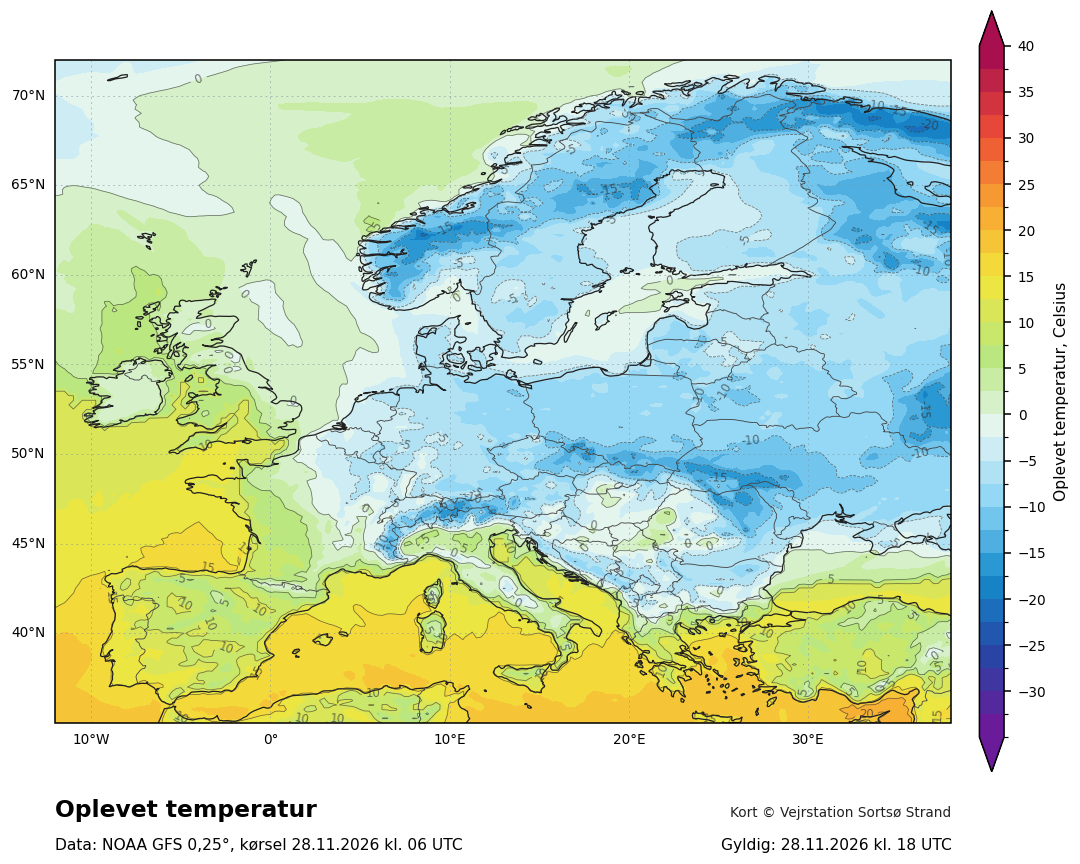 40
35
30
25
20
15
10
5
0
−5
−10
−15
−20
−25
−30
Oplevet temperatur, Celsius
70°N
65°N
60°N
55°N
50°N
45°N
40°N
10°W 0° 10°E 20°E 30°E
Oplevet temperatur
Kort © Vejrstation Sortsø Strand
Data: NOAA GFS 0,25°, kørsel 28.11.2026 kl. 06 UTC
Gyldig: 28.11.2026 kl. 18 UTC